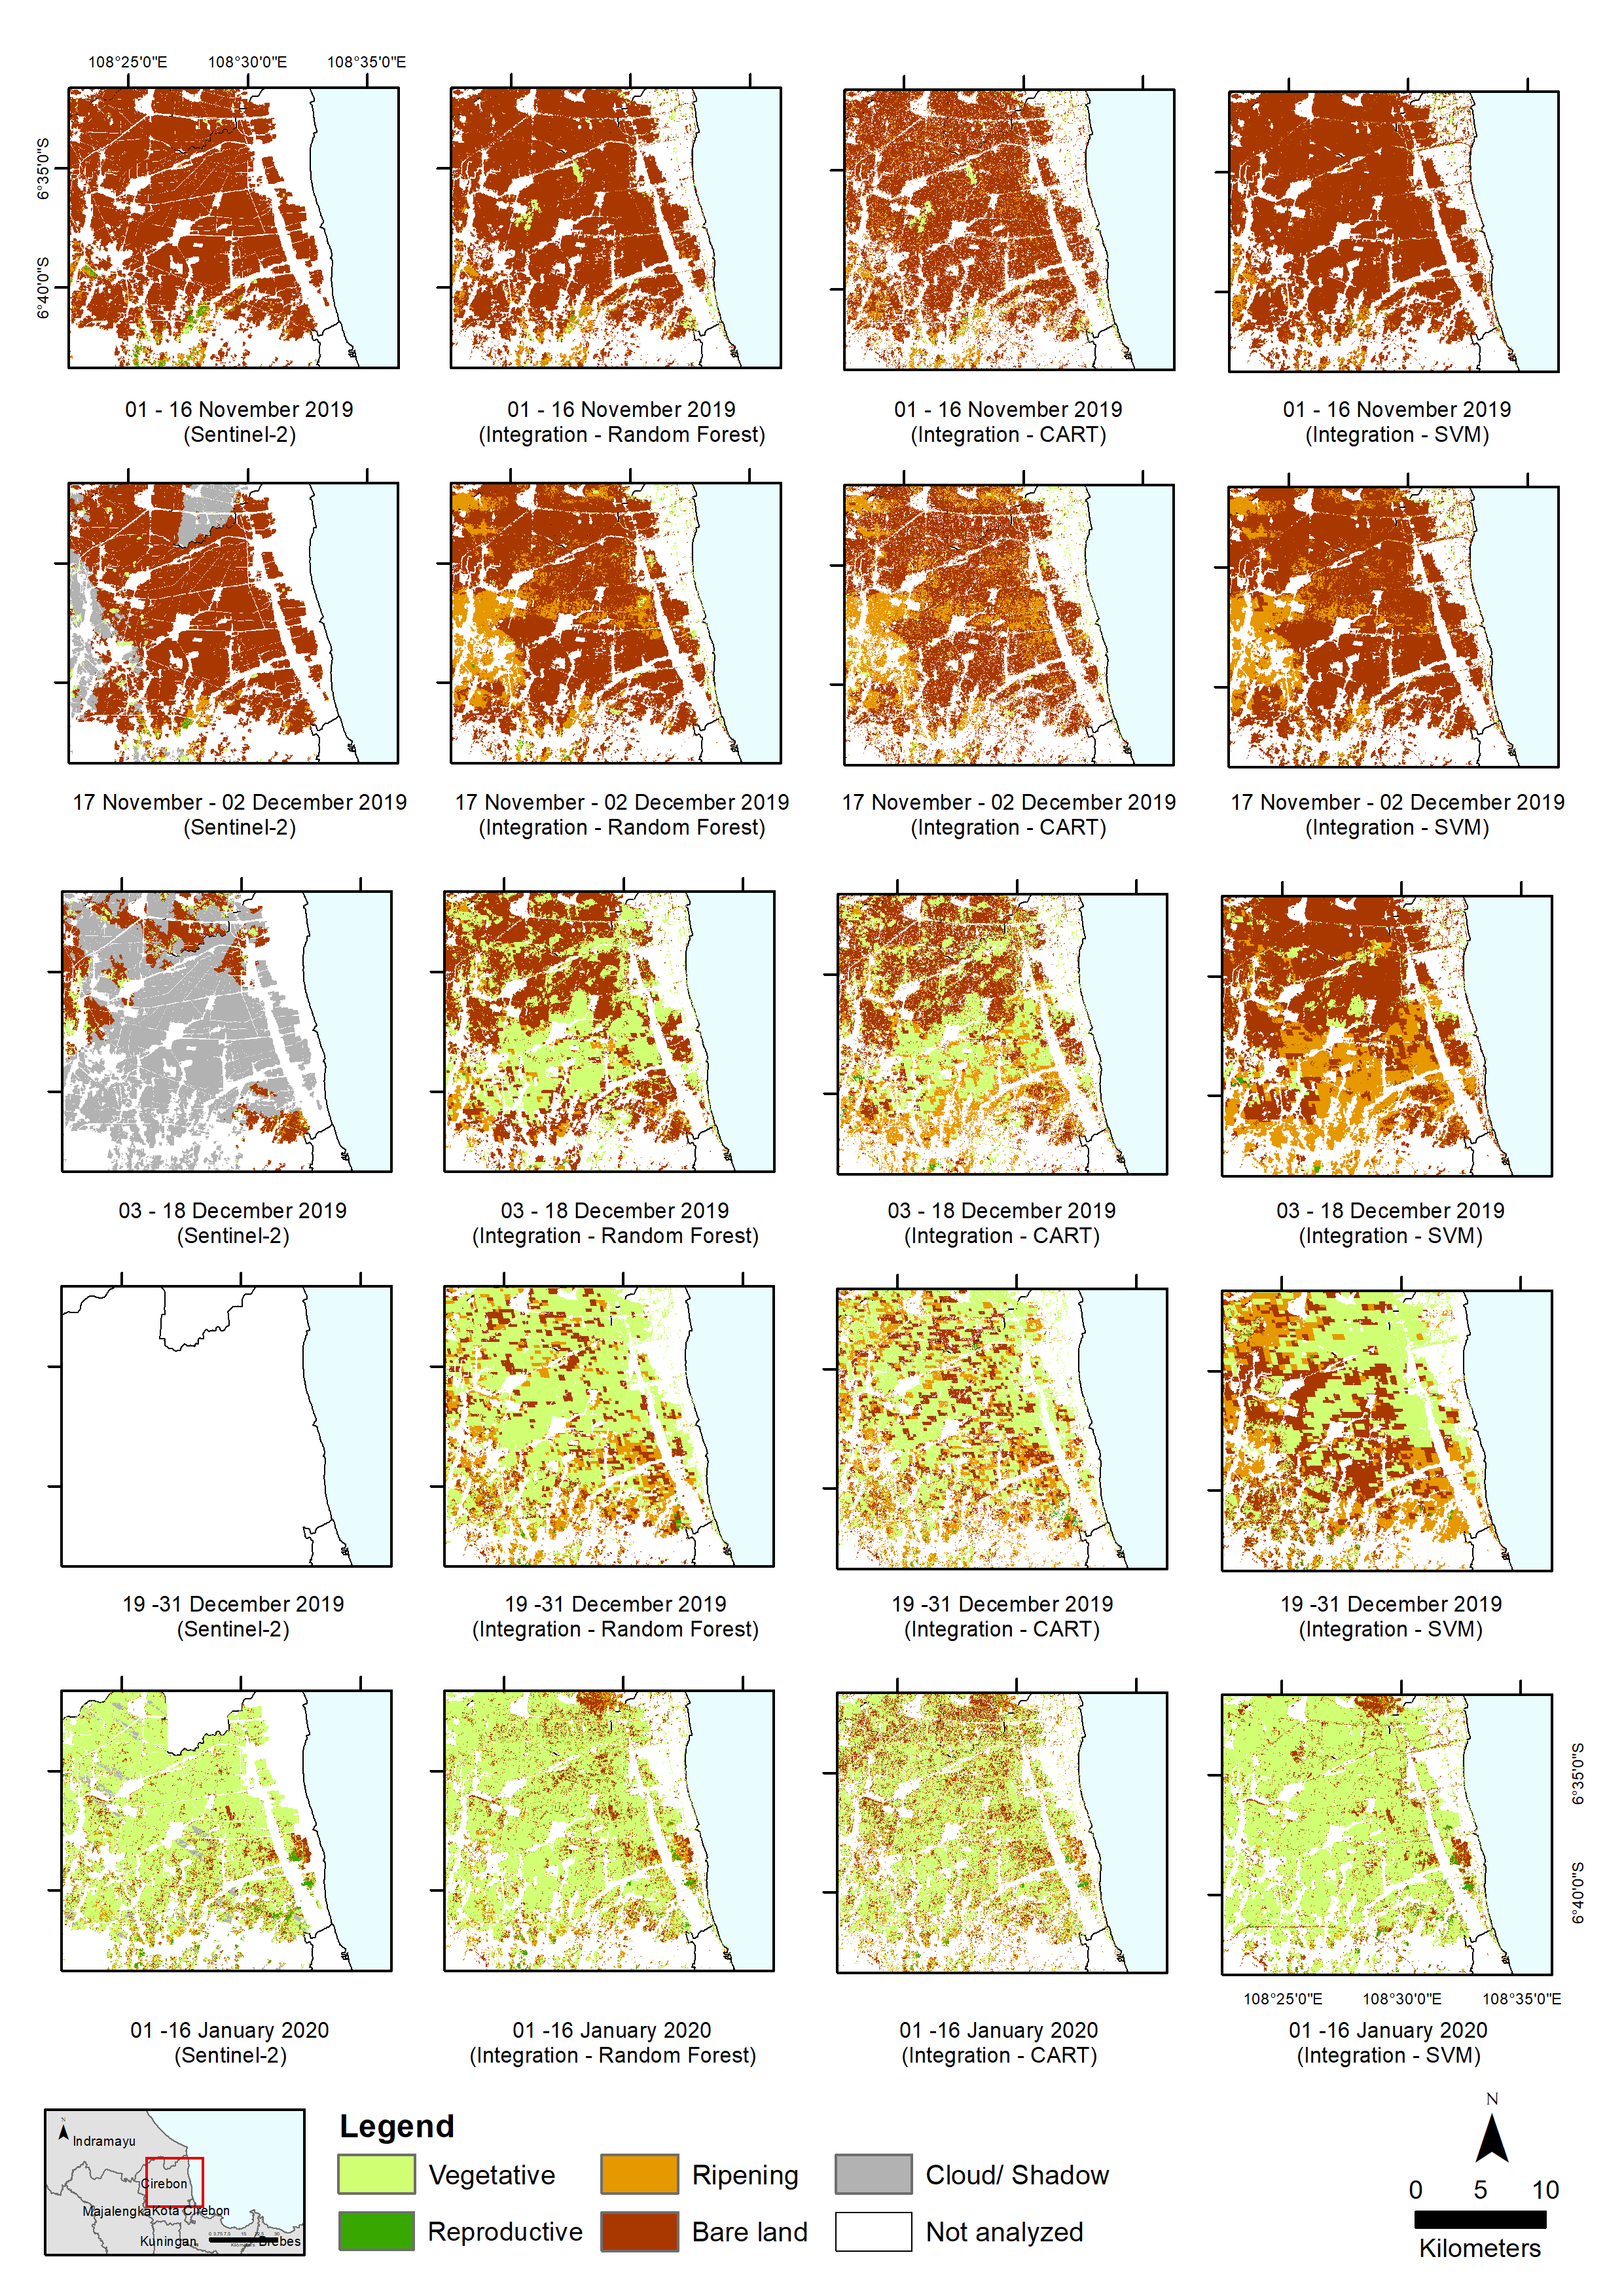 108°25'0"E 108°30'0"E 108°35'0"E
6°35'0"S
6°40'0"S
01 - 16 November 2019
(Sentinel-2)
01 - 16 November 2019
(Integration - Random Forest)
01 - 16 November 2019
(Integration - CART)
01 - 16 November 2019
(Integration - SVM)
17 November - 02 December 2019
(Sentinel-2)
17 November - 02 December 2019
(Integration - Random Forest)
17 November - 02 December 2019
(Integration - CART)
17 November - 02 December 2019
(Integration - SVM)
03 - 18 December 2019
(Sentinel-2)
03 - 18 December 2019
(Integration - Random Forest)
03 - 18 December 2019
(Integration - CART)
03 - 18 December 2019
(Integration - SVM)
19 -31 December 2019
(Sentinel-2)
19 -31 December 2019
(Integration - Random Forest)
19 -31 December 2019
(Integration - CART)
19 -31 December 2019
(Integration - SVM)
6°35'0"S
6°40'0"S
108°25'0"E 108°30'0"E 108°35'0"E
01 -16 January 2020
(Sentinel-2)
01 -16 January 2020
(Integration - Random Forest)
01 -16 January 2020
(Integration - CART)
01 -16 January 2020
(Integration - SVM)
N
Indramayu
Cirebon
Majalengka
Kota Cirebon
Kuningan
Brebes
Legend
Vegetative
Ripening
Cloud/ Shadow
Reproductive
Bare land
Not analyzed
N
0 5 10
Kilometers